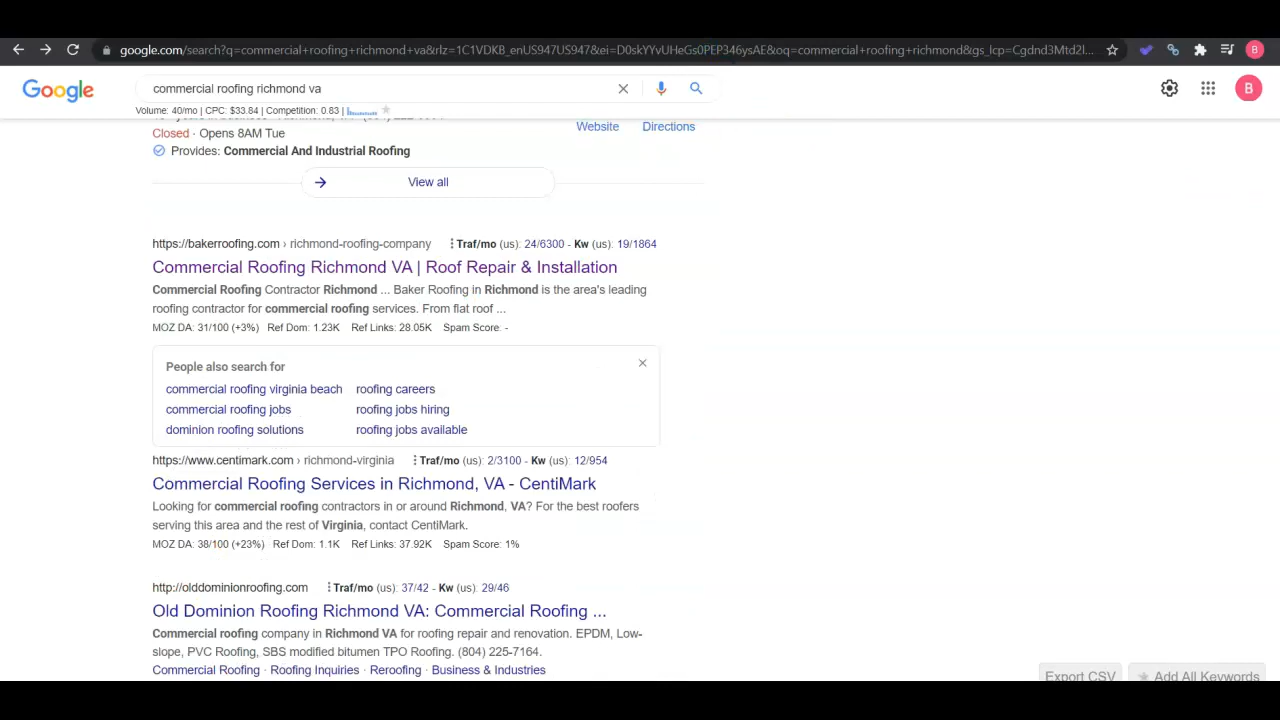 google.com/search?q=commercial+roofing+richmond+va&rlz=1C1VDKB_enUS947US947&ei=D0skYYvUHeGs0PEP346ysAE&oq=commercial+roofing+richmond&gs_lcp=Cgdnd3Mtd2l...
B
Google
commercial roofing richmond va
B
Volume: 40/mo | CPC: $33.84 | Competition: 0.83 |
Website Directions
Closed · Opens 8AM Tue
Provides: Commercial And Industrial Roofing
View all
https://bakerroofing.com › richmond-roofing-company Traf/mo (us): 24/6300 - Kw (us): 19/1864
Commercial Roofing Richmond VA | Roof Repair & Installation
Commercial Roofing Contractor Richmond ... Baker Roofing in Richmond is the area's leading
roofing contractor for commercial roofing services. From flat roof ...
MOZ DA: 31/100 (+3%) Ref Dom: 1.23K Ref Links: 28.05K Spam Score: -
People also search for
commercial roofing virginia beach roofing careers
commercial roofing jobs roofing jobs hiring
dominion roofing solutions roofing jobs available
https://www.centimark.com › richmond-virginia Traf/mo (us): 2/3100 - Kw (us): 12/954
Commercial Roofing Services in Richmond, VA - CentiMark
Looking for commercial roofing contractors in or around Richmond, VA? For the best roofers
serving this area and the rest of Virginia, contact CentiMark.
MOZ DA: 38/100 (+23%) Ref Dom: 1.1K Ref Links: 37.92K Spam Score: 1%
http://olddominionroofing.com Traf/mo (us): 37/42 - Kw (us): 29/46
Old Dominion Roofing Richmond VA: Commercial Roofing ...
Commercial roofing company in Richmond VA for roofing repair and renovation. EPDM, Low-
slope, PVC Roofing, SBS modified bitumen TPO Roofing. (804) 225-7164.
Commercial Roofing · Roofing Inquiries · Reroofing · Business & Industries
Export CSV Add All Keywords